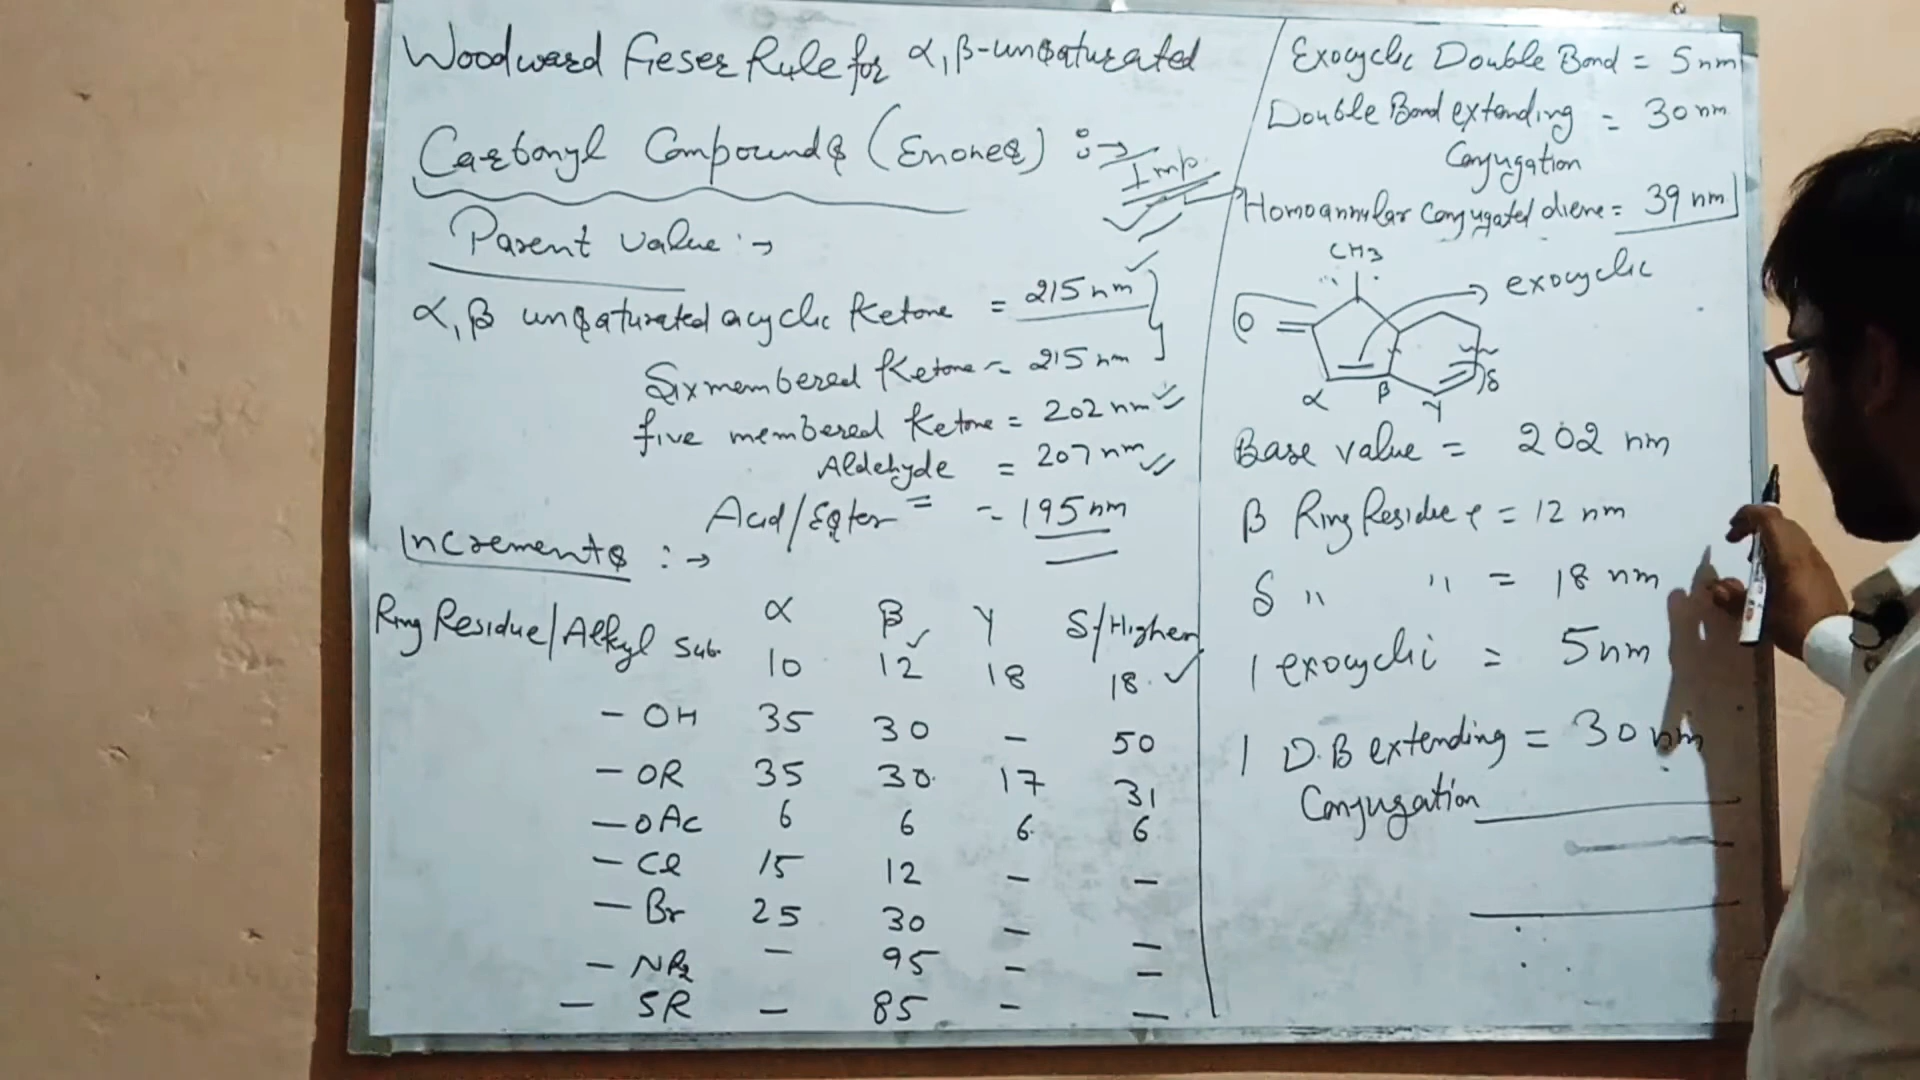 Woodward Fieser Rule for α,β-unsaturated
Carbonyl Compounds (Enones) :→
Imp
Parent value :→
α,β unsaturated acyclic Ketone = 215 nm
Six membered Ketone = 215 nm
five membered Ketone = 202 nm
Aldehyde = 207 nm
Acid/Ester = 195 nm
Increments :→
Ring Residue/Alkyl Sub. α β γ δ/Higher
10 12 18 18
- OH 35 30 - 50
- OR 35 30 17 31
- OAc 6 6 6 6
- Cl 15 12 - -
- Br 25 30 - -
- NR2 - 95 - -
- SR - 85 - -
Exocyclic Double Bond = 5 nm
Double Bond extending = 30 nm
Conjugation
Homoannular conjugated diene = 39 nm
CH3
exocyclic
O
α β γ δ
Base value = 202 nm
β Ring Residue = 12 nm
δ " " = 18 nm
1 exocyclic = 5 nm
1 D.B extending = 30 nm
Conjugation